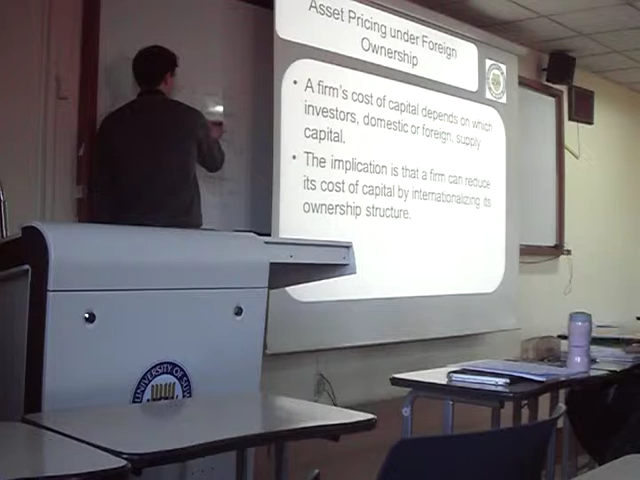 Asset Pricing under Foreign
Ownership
• A firm's cost of capital depends on which
investors, domestic or foreign, supply
capital.
• The implication is that a firm can reduce
its cost of capital by internationalizing its
ownership structure.
UNIVERSITY OF